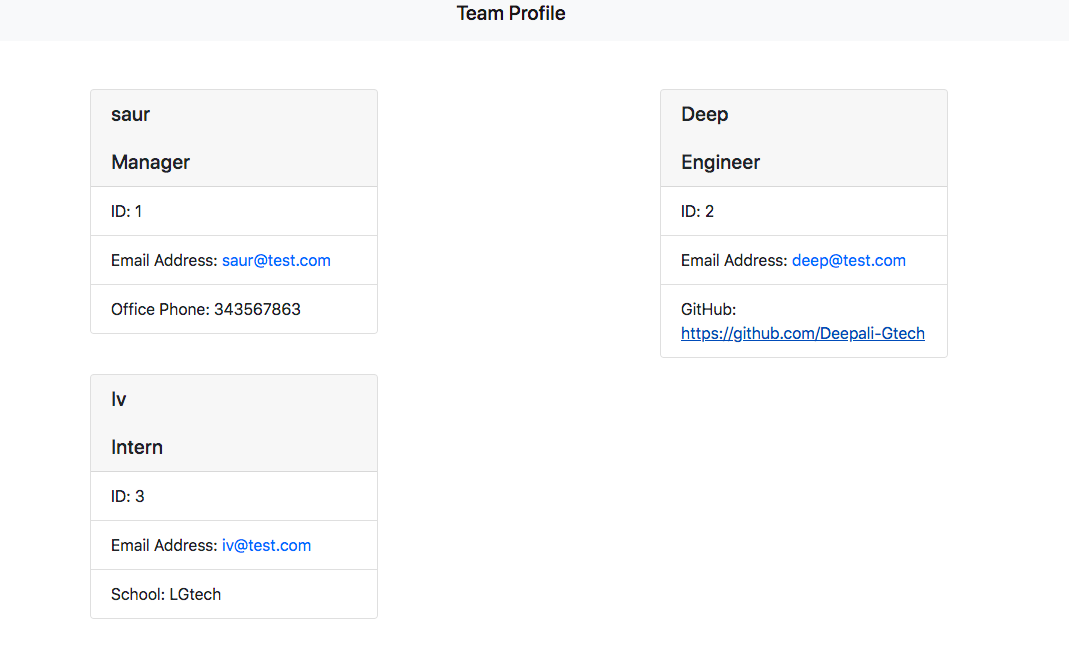 Team Profile
saur
Manager
ID: 1
Email Address: saur@test.com
Office Phone: 343567863
Deep
Engineer
ID: 2
Email Address: deep@test.com
GitHub:
https://github.com/Deepali-Gtech
Iv
Intern
ID: 3
Email Address: iv@test.com
School: LGtech